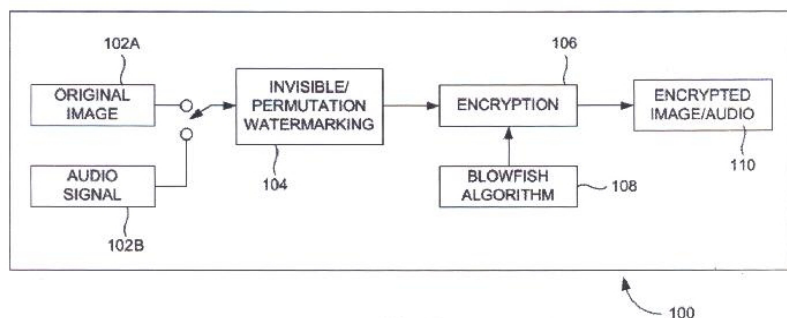 102A
ORIGINAL
IMAGE
AUDIO
SIGNAL
102B
INVISIBLE/
PERMUTATION
WATERMARKING
104
106
ENCRYPTION
BLOWFISH
ALGORITHM
108
ENCRYPTED
IMAGE/AUDIO
110
100